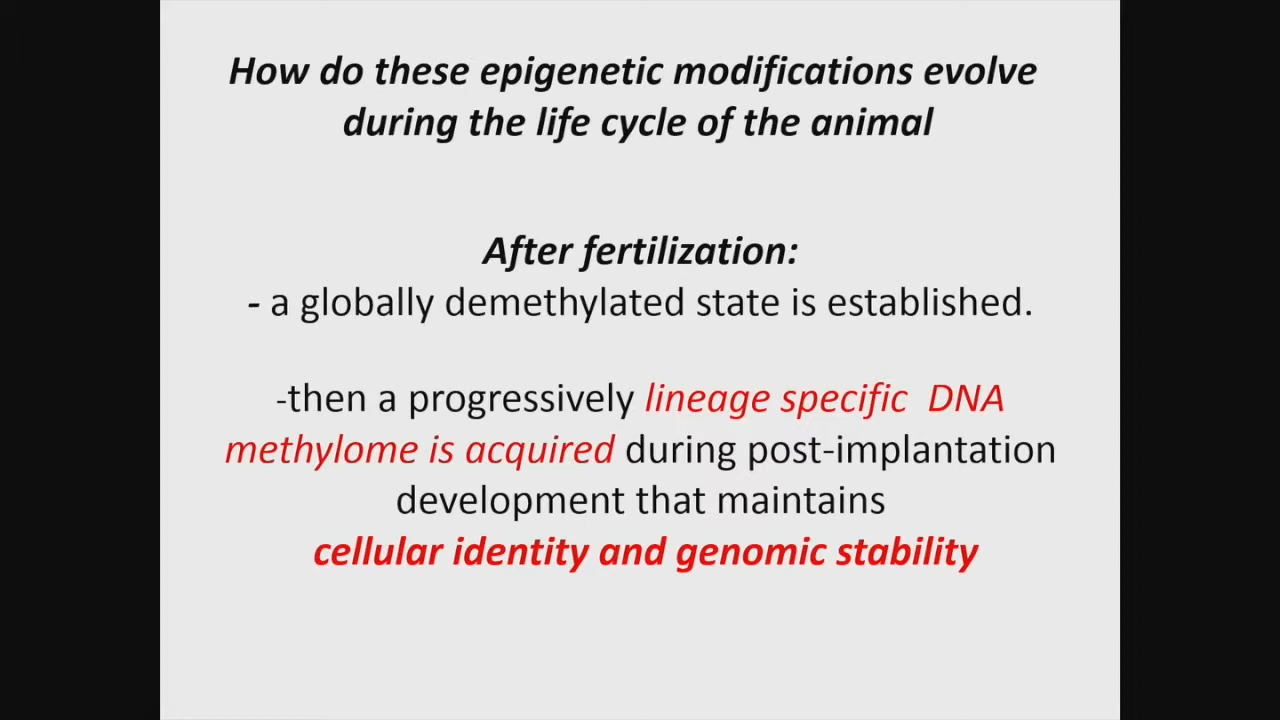 How do these epigenetic modifications evolve
during the life cycle of the animal
After fertilization:
- a globally demethylated state is established.
-then a progressively lineage specific  DNA
methylome is acquired during post-implantation
development that maintains
cellular identity and genomic stability